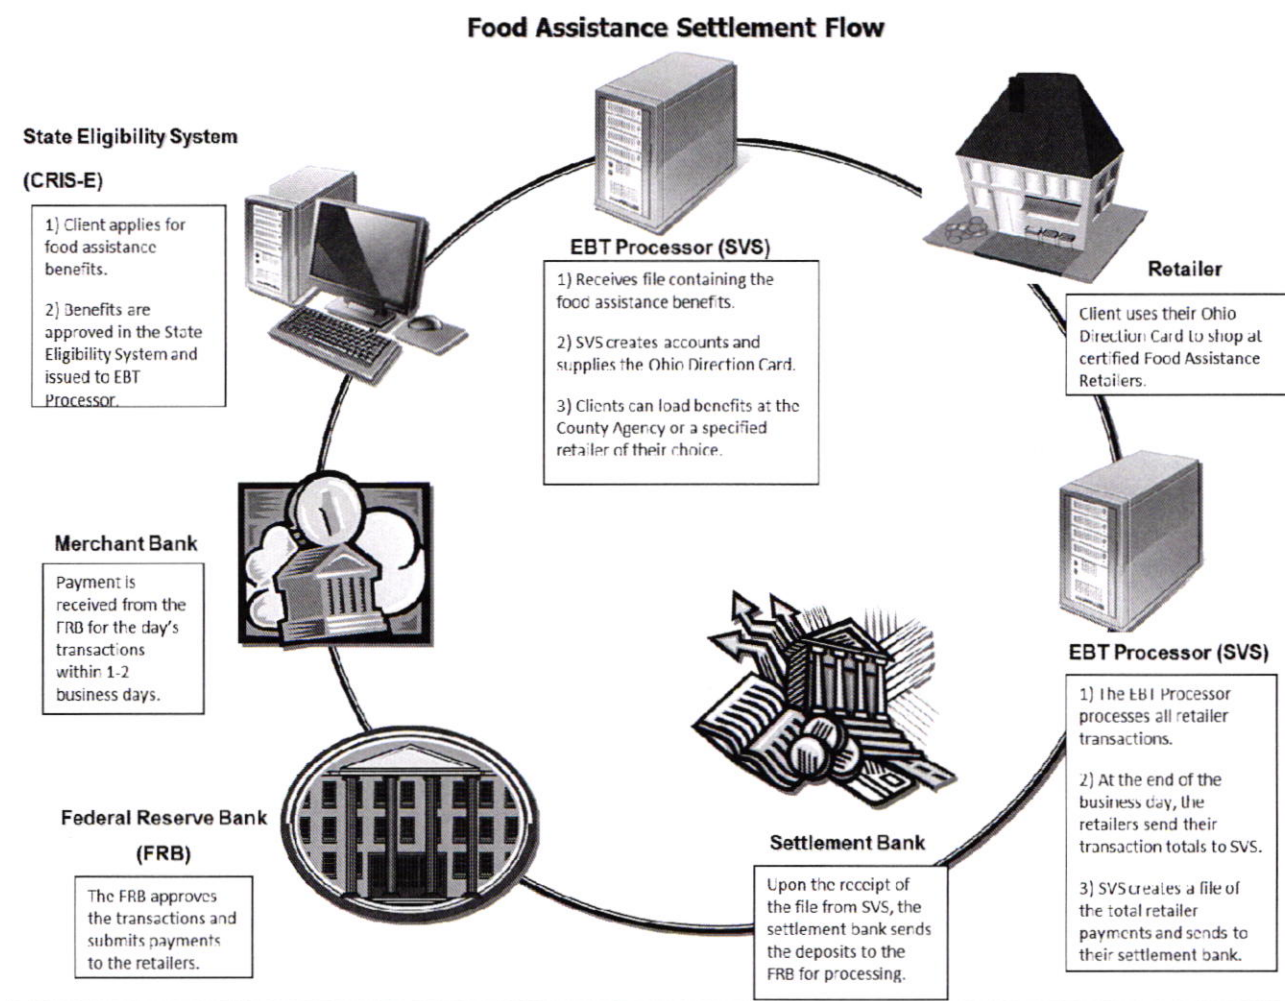 Food Assistance Settlement Flow
State Eligibility System
(CRIS-E)
1) Client applies for
food assistance
benefits.
2) Benefits are
approved in the State
Eligibility System and
issued to EBT
Processor.
EBT Processor (SVS)
1) Receives file containing the
food assistance benefits.
2) SVS creates accounts and
supplies the Ohio Direction Card.
3) Clients can load benefits at the
County Agency or a specified
retailer of their choice.
Retailer
Client uses their Ohio
Direction Card to shop at
certified Food Assistance
Retailers.
EBT Processor (SVS)
1) The EBT Processor
processes all retailer
transactions.
2) At the end of the
business day, the
retailers send their
transaction totals to SVS.
3) SVS creates a file of
the total retailer
payments and sends to
their settlement bank.
Settlement Bank
Upon the receipt of
the file from SVS, the
settlement bank sends
the deposits to the
FRB for processing.
Federal Reserve Bank
(FRB)
The FRB approves
the transactions and
submits payments
to the retailers.
Merchant Bank
Payment is
received from the
FRB for the day's
transactions
within 1-2
business days.